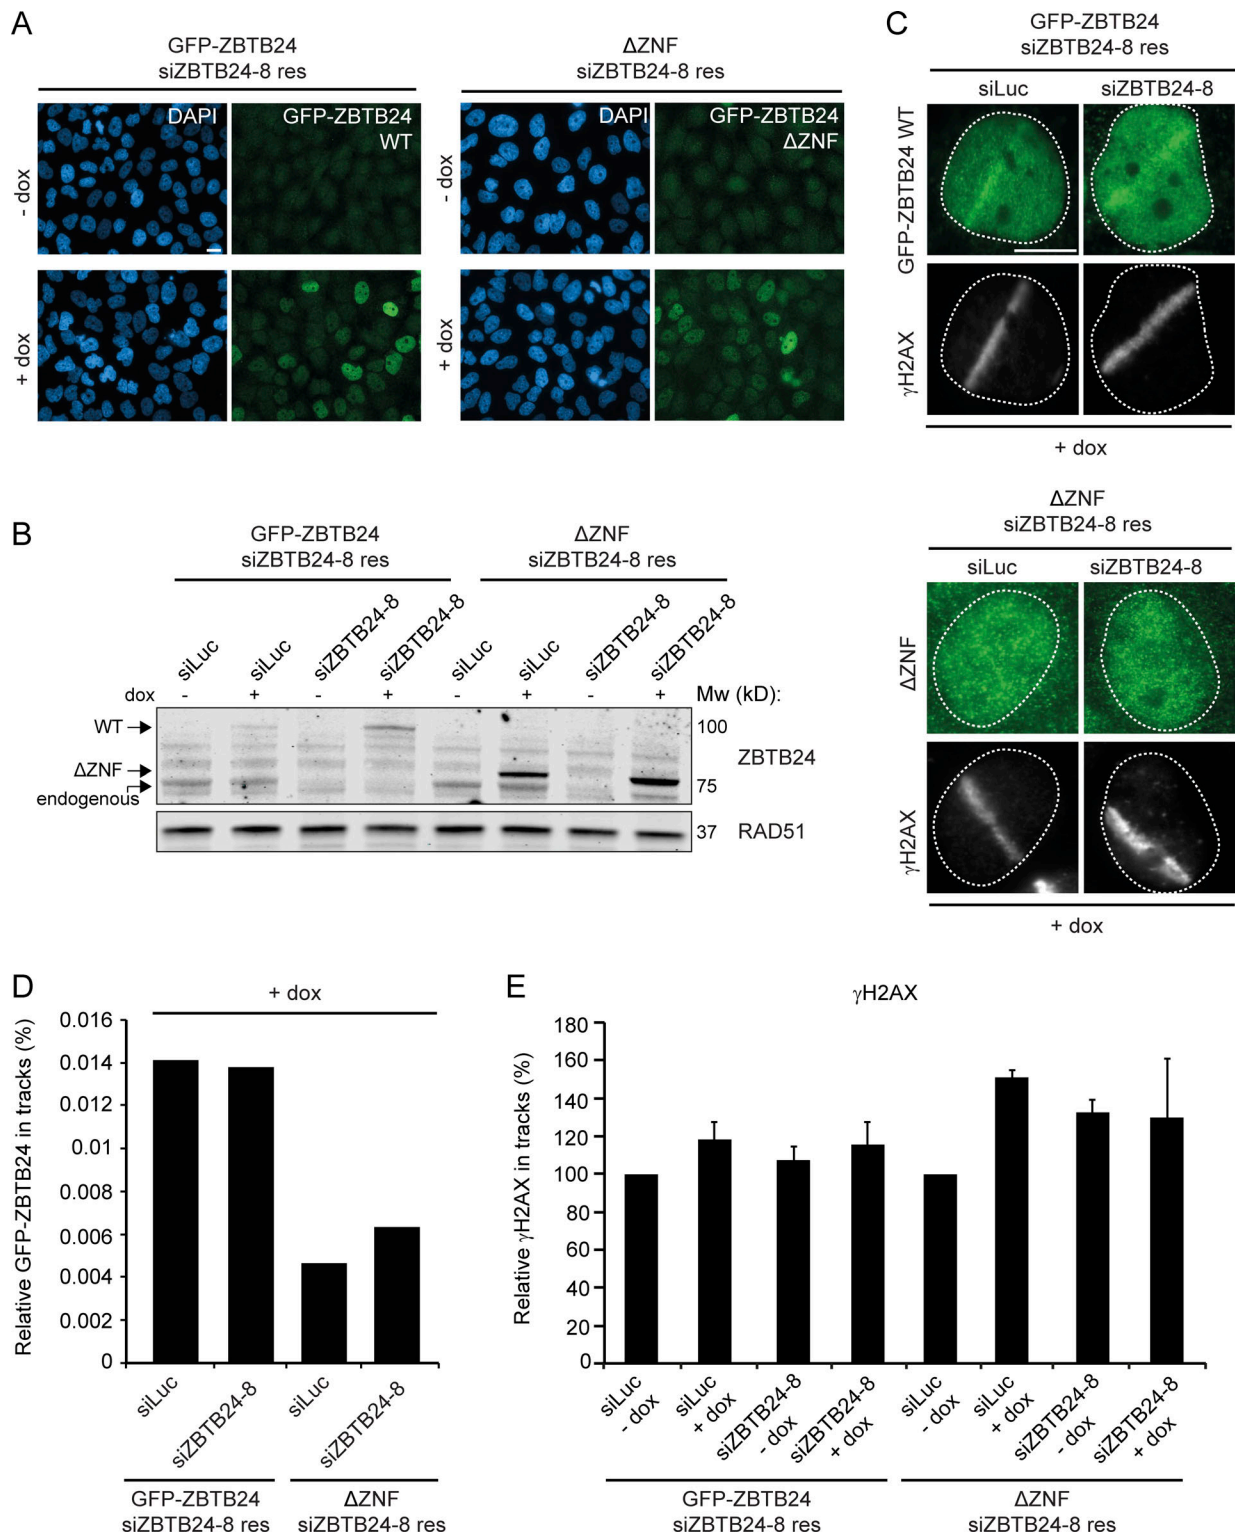 A
GFP-ZBTB24
siZBTB24-8 res
ΔZNF
siZBTB24-8 res
- dox
DAPI
GFP-ZBTB24
WT
DAPI
GFP-ZBTB24
ΔZNF
- dox
+ dox
+ dox
B
GFP-ZBTB24
siZBTB24-8 res
ΔZNF
siZBTB24-8 res
siLuc
siLuc
siZBTB24-8
siZBTB24-8
siLuc
siLuc
siZBTB24-8
siZBTB24-8
dox - + - + - + - + Mw (kD):
WT
100
ZBTB24
ΔZNF
endogenous
75
37 RAD51
C
GFP-ZBTB24
siZBTB24-8 res
siLuc siZBTB24-8
GFP-ZBTB24 WT
γH2AX
+ dox
ΔZNF
siZBTB24-8 res
siLuc siZBTB24-8
ΔZNF
γH2AX
+ dox
D
+ dox
Relative GFP-ZBTB24 in tracks (%)
0.016
0.014
0.012
0.01
0.008
0.006
0.004
0.002
0
siLuc
siZBTB24-8
siLuc
siZBTB24-8
GFP-ZBTB24
siZBTB24-8 res
ΔZNF
siZBTB24-8 res
E
γH2AX
Relative γH2AX in tracks (%)
180
160
140
120
100
80
60
40
20
0
siLuc
- dox
siLuc
+ dox
siZBTB24-8
- dox
siZBTB24-8
+ dox
siLuc
- dox
siLuc
+ dox
siZBTB24-8
- dox
siZBTB24-8
+ dox
GFP-ZBTB24
siZBTB24-8 res
ΔZNF
siZBTB24-8 res